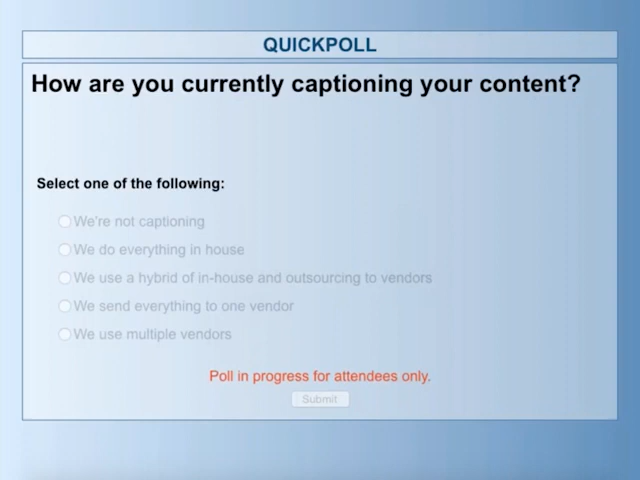 QUICKPOLL
How are you currently captioning your content?
Select one of the following:
We're not captioning
We do everything in house
We use a hybrid of in-house and outsourcing to vendors
We send everything to one vendor
We use multiple vendors
Poll in progress for attendees only.
Submit